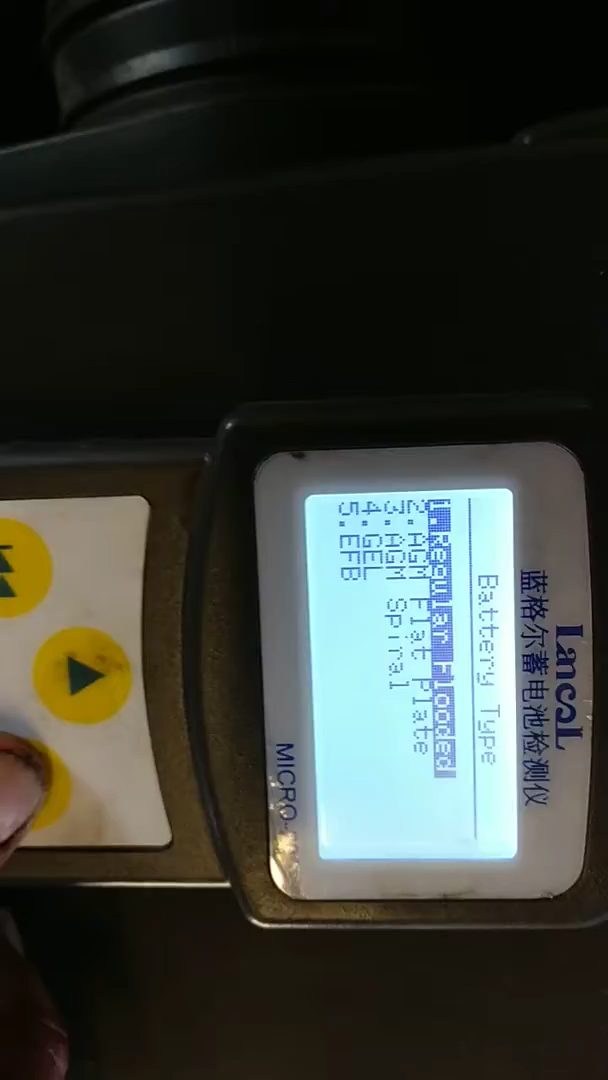 Lancol
蓝格尔蓄电池检测仪
Battery Type
1.Regular Flooded
2.AGM Flat Plate
3.AGM Spiral
4.GEL
5.EFB
MICRO-